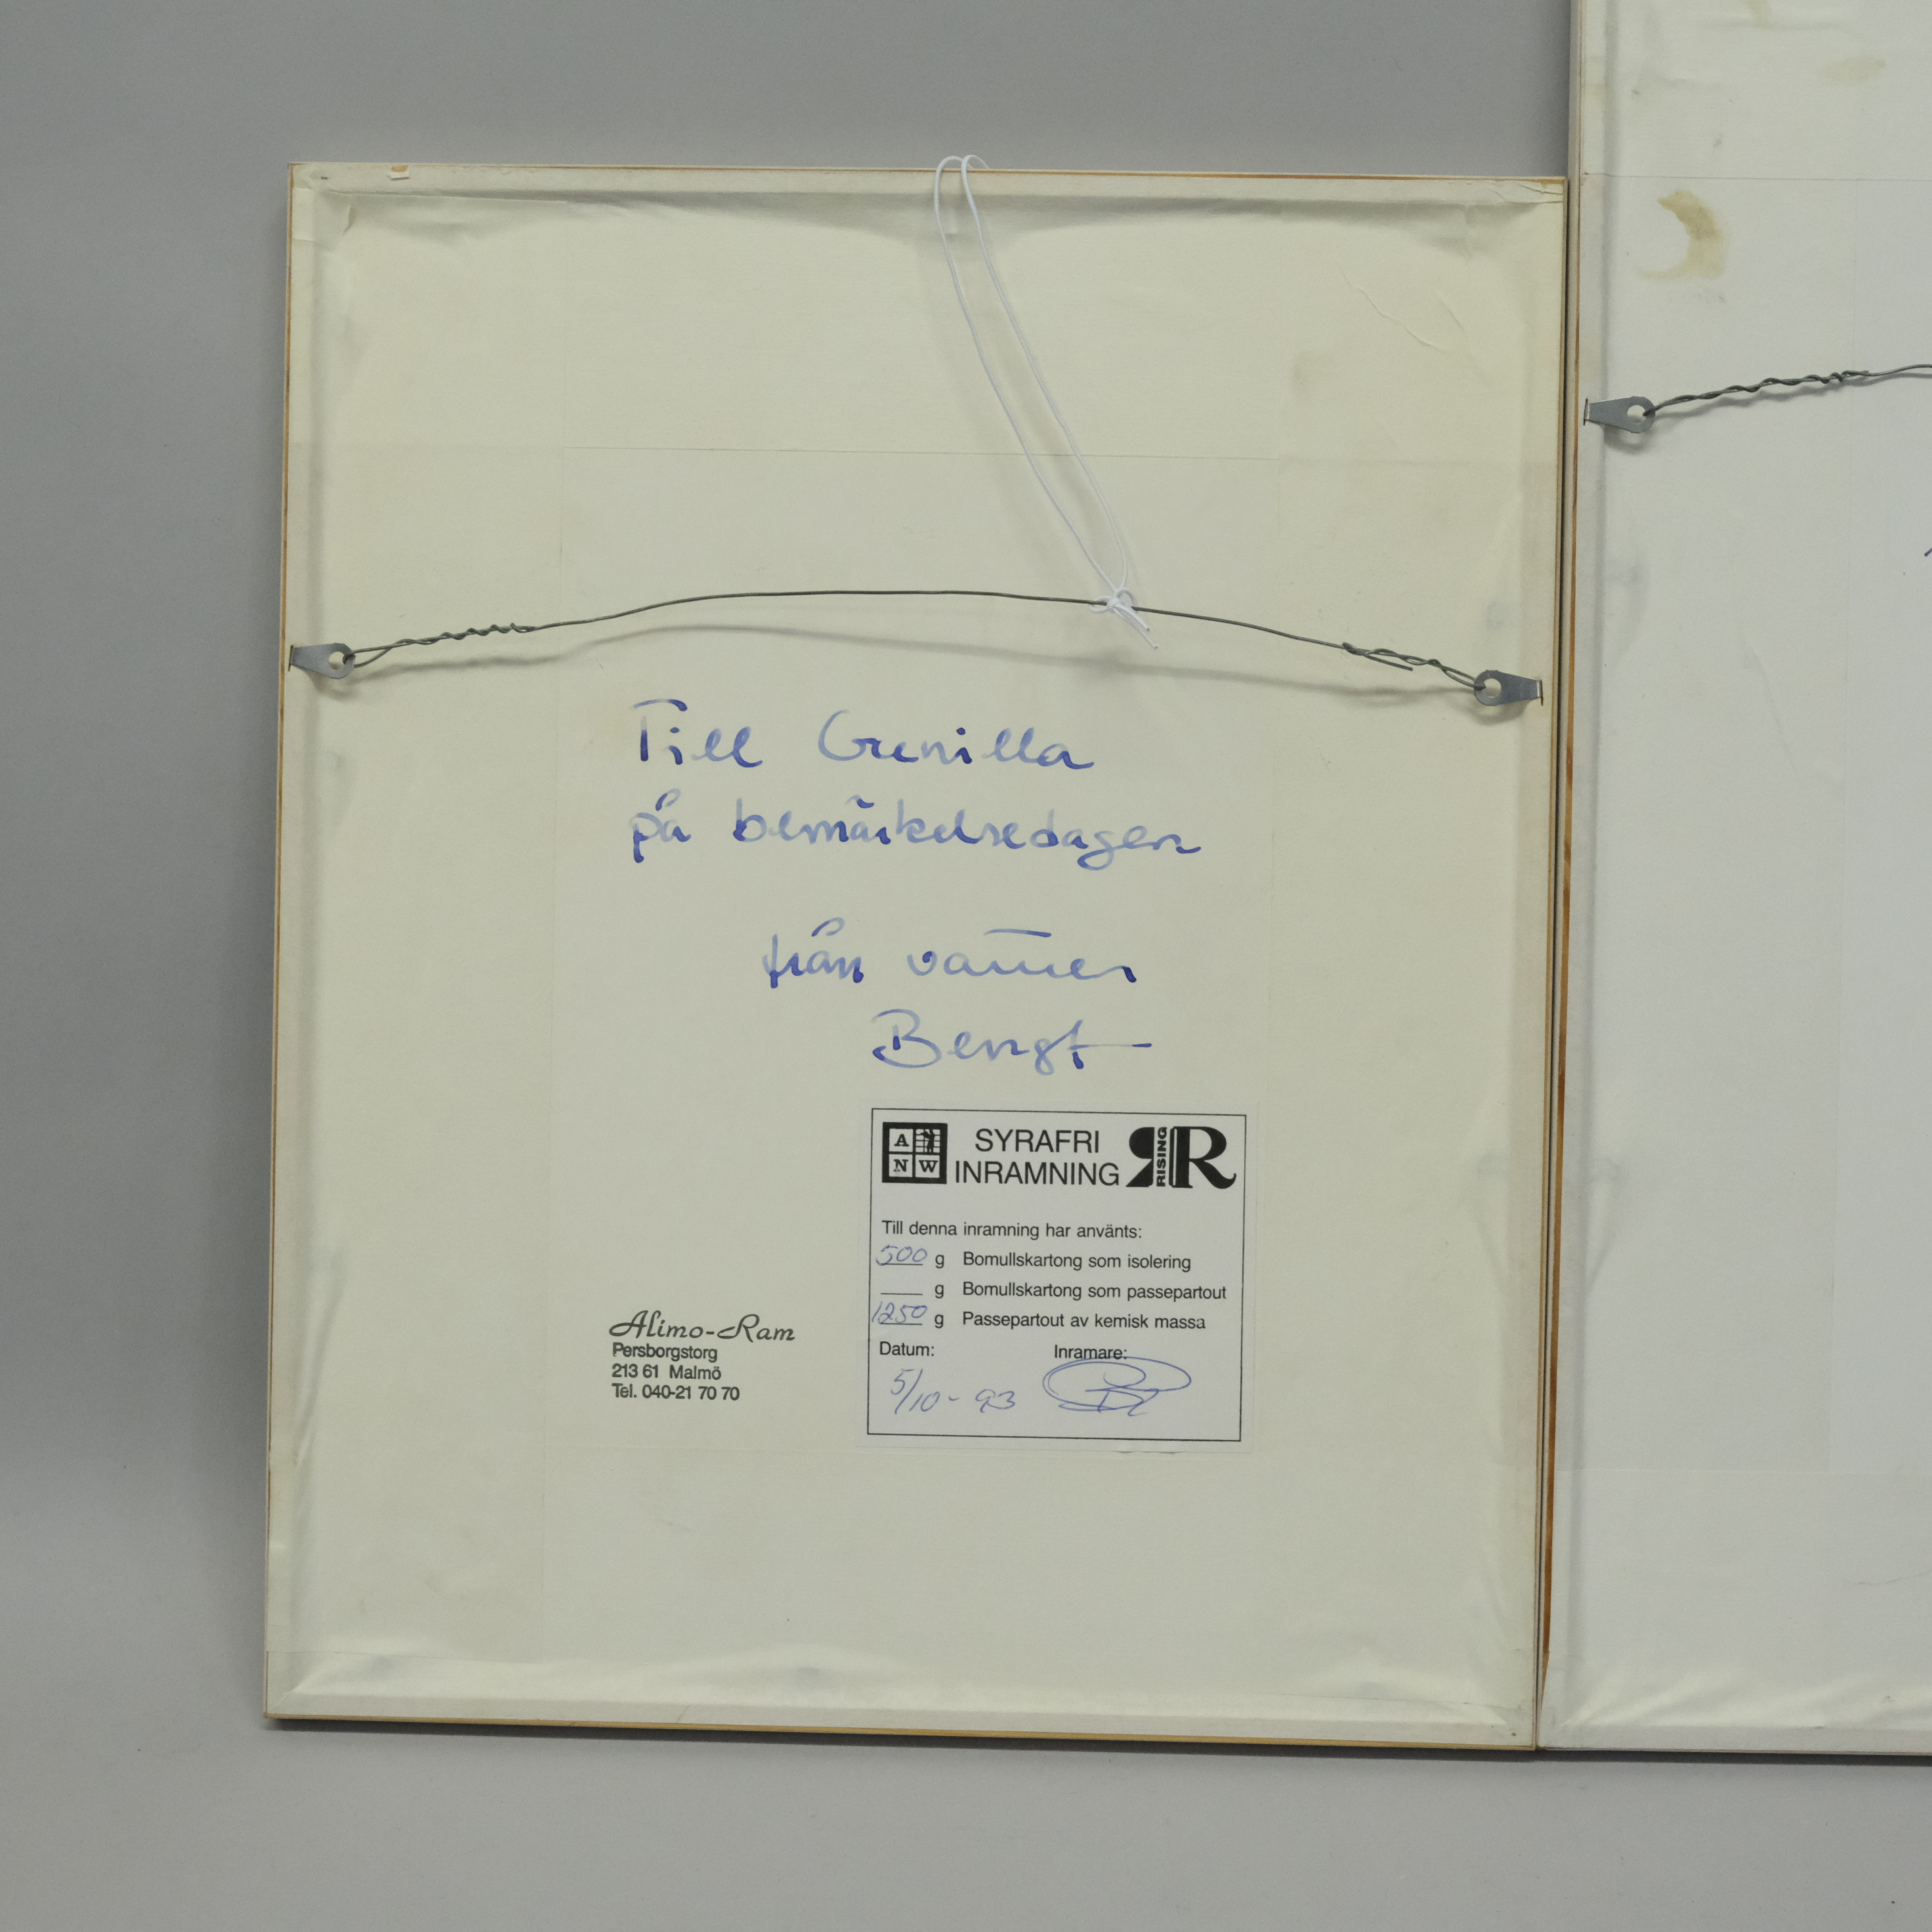 Till Gunilla
på bemärkelsedagen
från vännen
Bengt
A
N W
SYRAFRI
INRAMNING
RISING
R
Till denna inramning har använts:
500 g Bomullskartong som isolering
g Bomullskartong som passepartout
1250 g Passepartout av kemisk massa
Datum: Inramare:
5/10-93
Alimo-Ram
Persborgstorg
213 61 Malmö
Tel. 040-21 70 70